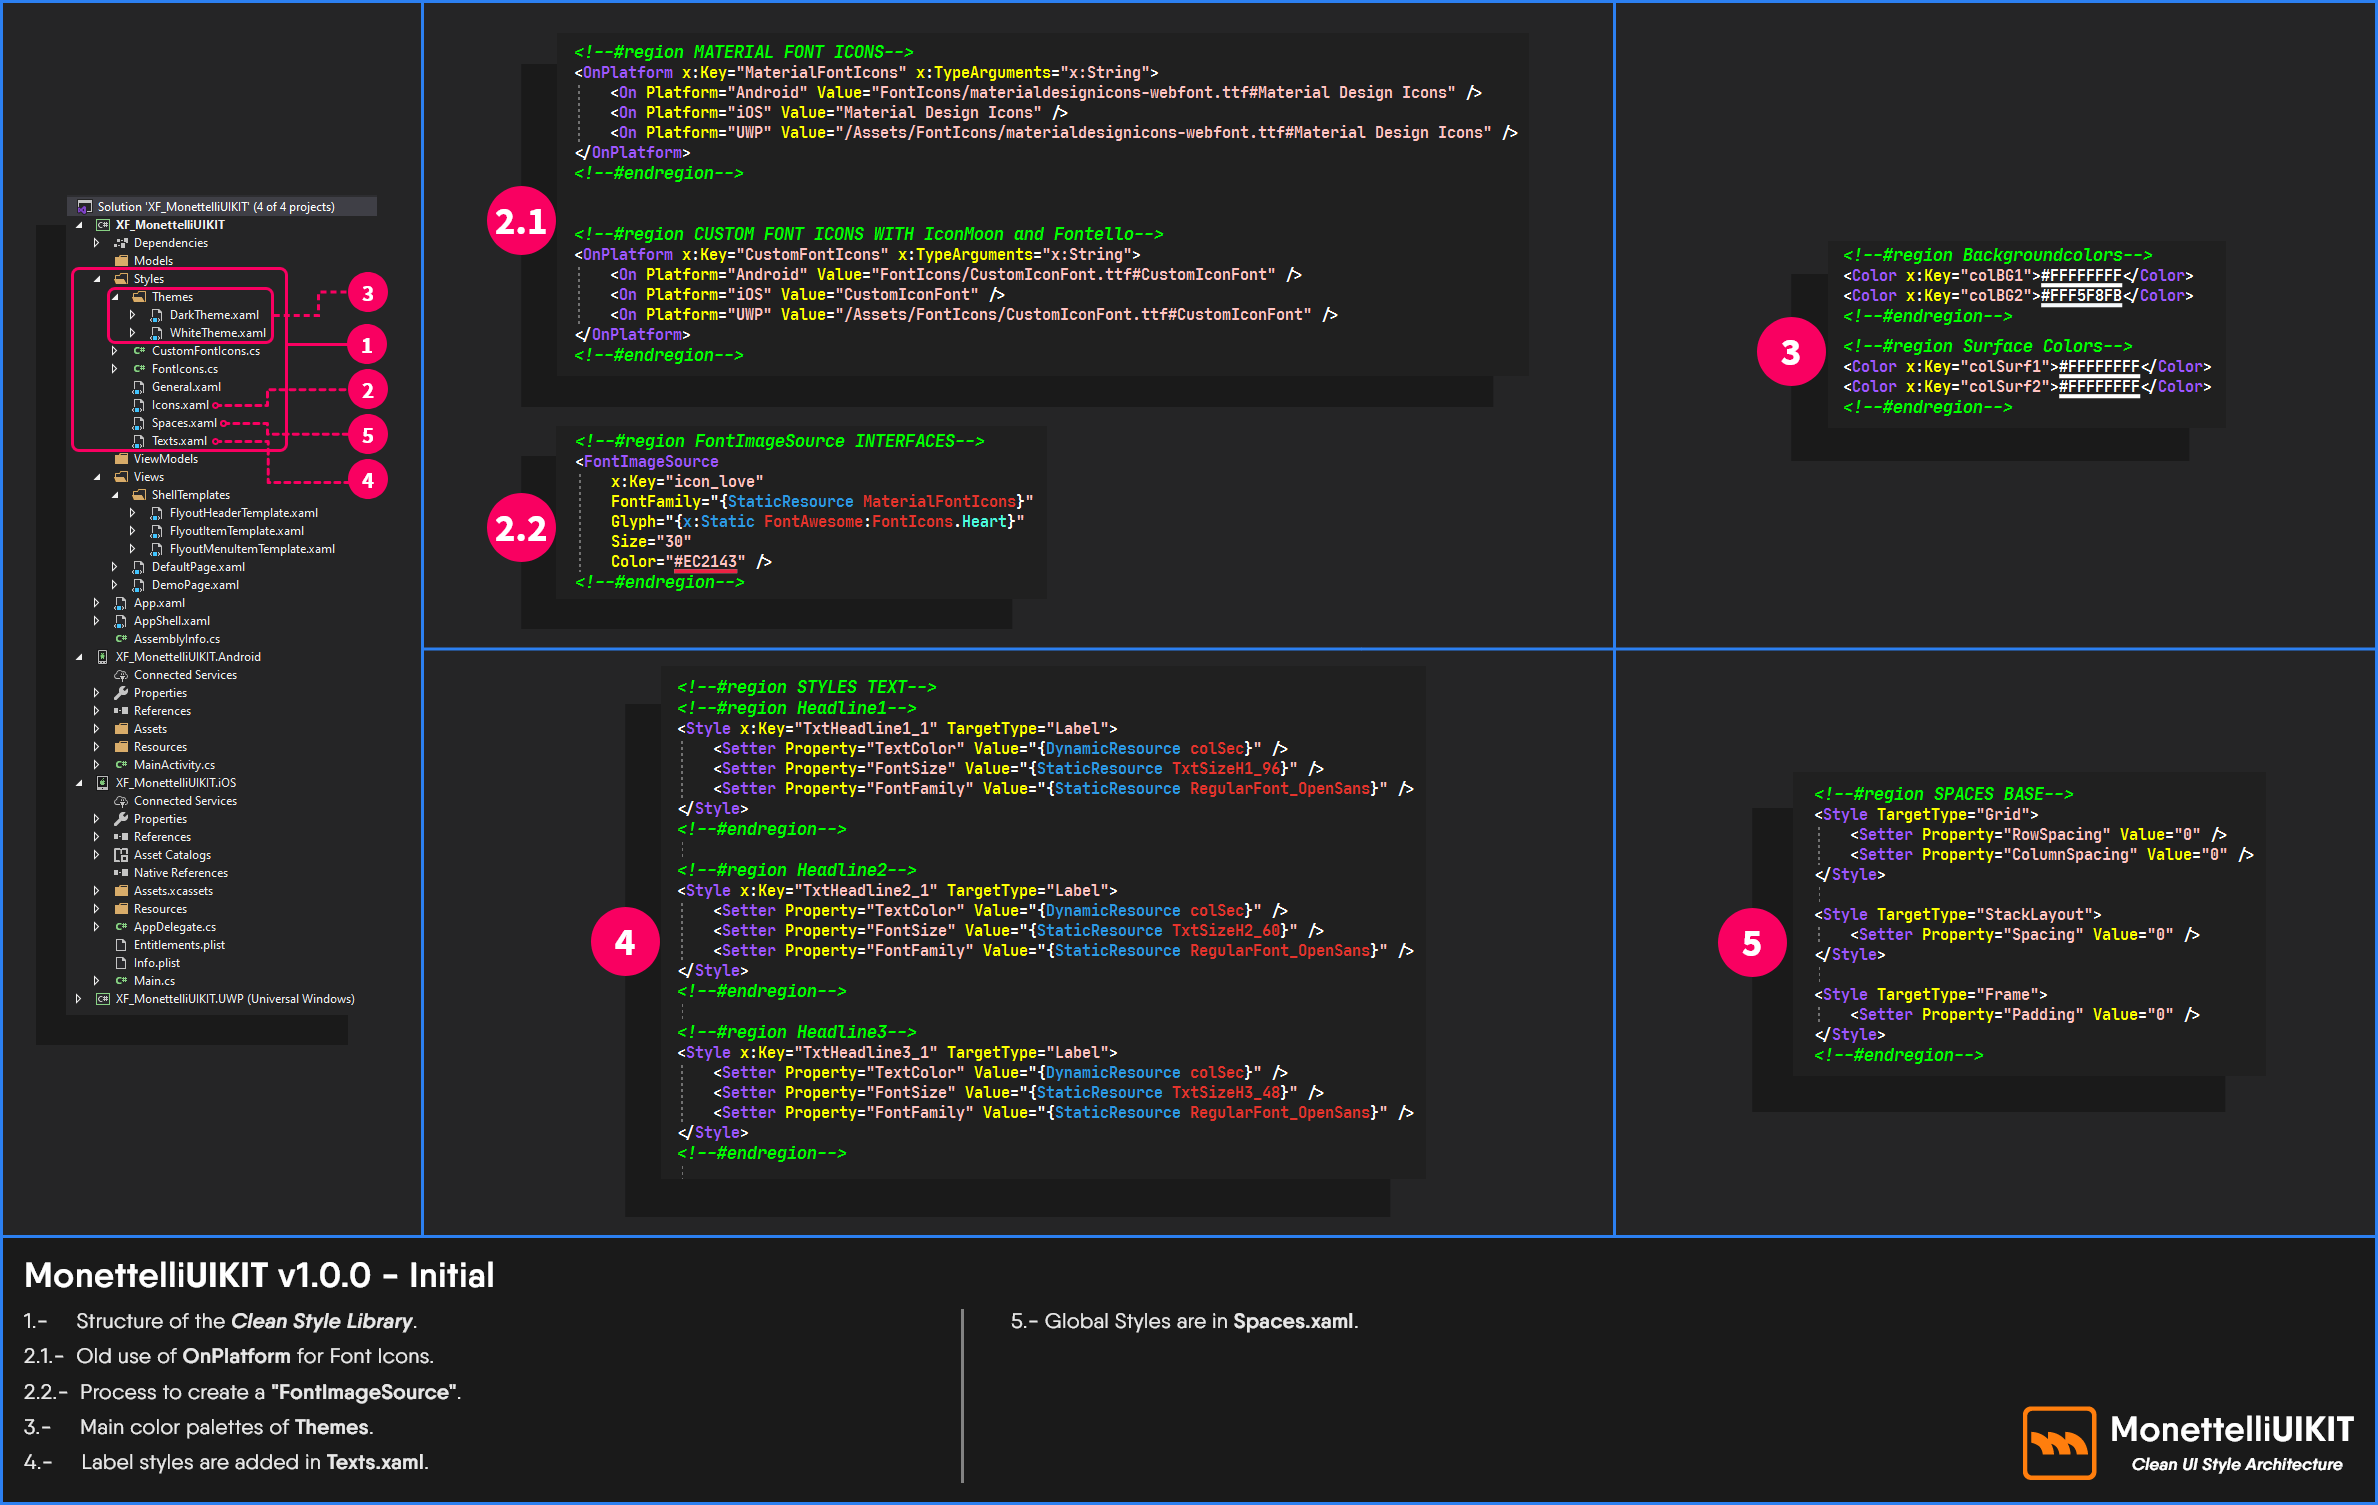 Solution 'XF_MonettelliUIKIT' (4 of 4 projects)
XF_MonettelliUIKIT
Dependencies
Models
Styles
Themes
DarkTheme.xaml
WhiteTheme.xaml
CustomFontIcons.cs
FontIcons.cs
General.xaml
Icons.xaml
Spaces.xaml
Texts.xaml
ViewModels
Views
ShellTemplates
FlyoutHeaderTemplate.xaml
FlyoutItemTemplate.xaml
FlyoutMenuItemTemplate.xaml
DefaultPage.xaml
DemoPage.xaml
App.xaml
AppShell.xaml
AssemblyInfo.cs
XF_MonettelliUIKIT.Android
Connected Services
Properties
References
Assets
Resources
MainActivity.cs
XF_MonettelliUIKIT.iOS
Connected Services
Properties
References
Asset Catalogs
Native References
Assets.xcassets
Resources
AppDelegate.cs
Entitlements.plist
Info.plist
Main.cs
XF_MonettelliUIKIT.UWP (Universal Windows)
3
1
2
5
4
2.1
<!--#region MATERIAL FONT ICONS-->
<OnPlatform x:Key="MaterialFontIcons" x:TypeArguments="x:String">
<On Platform="Android" Value="FontIcons/materialdesignicons-webfont.ttf#Material Design Icons" />
<On Platform="iOS" Value="Material Design Icons" />
<On Platform="UWP" Value="/Assets/FontIcons/materialdesignicons-webfont.ttf#Material Design Icons" />
</OnPlatform>
<!--#endregion-->
<!--#region CUSTOM FONT ICONS WITH IconMoon and Fontello-->
<OnPlatform x:Key="CustomFontIcons" x:TypeArguments="x:String">
<On Platform="Android" Value="FontIcons/CustomIconFont.ttf#CustomIconFont" />
<On Platform="iOS" Value="CustomIconFont" />
<On Platform="UWP" Value="/Assets/FontIcons/CustomIconFont.ttf#CustomIconFont" />
</OnPlatform>
<!--#endregion-->
2.2
<!--#region FontImageSource INTERFACES-->
<FontImageSource
x:Key="icon_love"
FontFamily="{StaticResource MaterialFontIcons}"
Glyph="{x:Static FontAwesome:FontIcons.Heart}"
Size="30"
Color="#EC2143" />
<!--#endregion-->
3
<!--#region Backgroundcolors-->
<Color x:Key="colBG1">#FFFFFFFF</Color>
<Color x:Key="colBG2">#FFF5F8FB</Color>
<!--#endregion-->
<!--#region Surface Colors-->
<Color x:Key="colSurf1">#FFFFFFFF</Color>
<Color x:Key="colSurf2">#FFFFFFFF</Color>
<!--#endregion-->
4
<!--#region STYLES TEXT-->
<!--#region Headline1-->
<Style x:Key="TxtHeadline1_1" TargetType="Label">
<Setter Property="TextColor" Value="{DynamicResource colSec}" />
<Setter Property="FontSize" Value="{StaticResource TxtSizeH1_96}" />
<Setter Property="FontFamily" Value="{StaticResource RegularFont_OpenSans}" />
</Style>
<!--#endregion-->
<!--#region Headline2-->
<Style x:Key="TxtHeadline2_1" TargetType="Label">
<Setter Property="TextColor" Value="{DynamicResource colSec}" />
<Setter Property="FontSize" Value="{StaticResource TxtSizeH2_60}" />
<Setter Property="FontFamily" Value="{StaticResource RegularFont_OpenSans}" />
</Style>
<!--#endregion-->
<!--#region Headline3-->
<Style x:Key="TxtHeadline3_1" TargetType="Label">
<Setter Property="TextColor" Value="{DynamicResource colSec}" />
<Setter Property="FontSize" Value="{StaticResource TxtSizeH3_48}" />
<Setter Property="FontFamily" Value="{StaticResource RegularFont_OpenSans}" />
</Style>
<!--#endregion-->
5
<!--#region SPACES BASE-->
<Style TargetType="Grid">
<Setter Property="RowSpacing" Value="0" />
<Setter Property="ColumnSpacing" Value="0" />
</Style>
<Style TargetType="StackLayout">
<Setter Property="Spacing" Value="0" />
</Style>
<Style TargetType="Frame">
<Setter Property="Padding" Value="0" />
</Style>
<!--#endregion-->
MonettelliUIKIT v1.0.0 - Initial
1.- Structure of the Clean Style Library.
2.1.- Old use of OnPlatform for Font Icons.
2.2.- Process to create a "FontImageSource".
3.- Main color palettes of Themes.
4.- Label styles are added in Texts.xaml.
5.- Global Styles are in Spaces.xaml.
MonettelliUIKIT
Clean UI Style Architecture